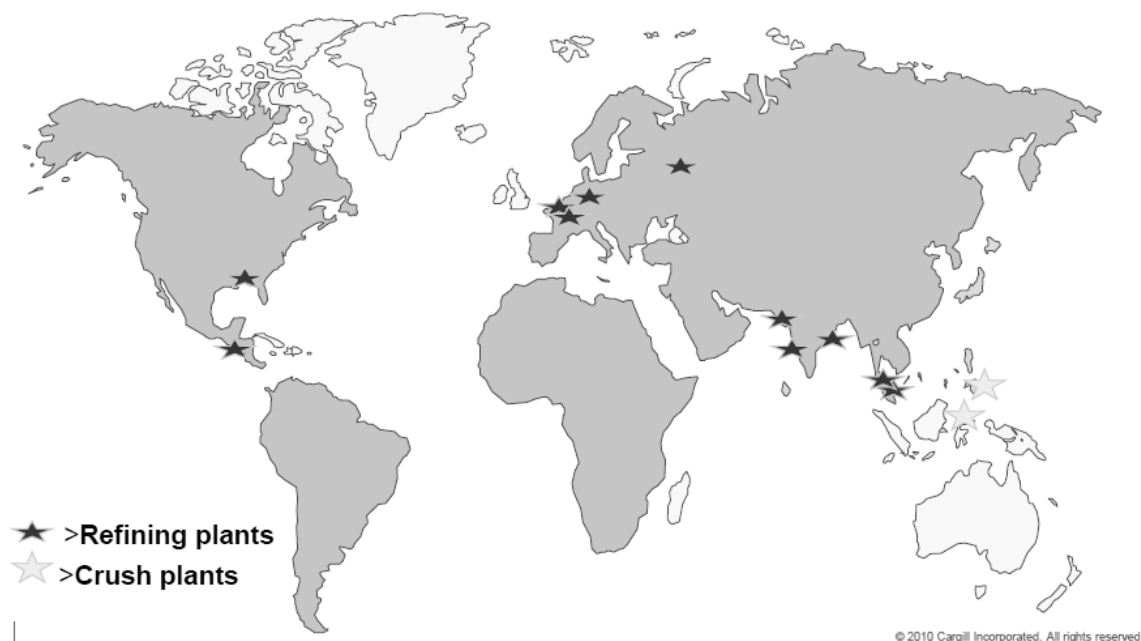 >Refining plants
>Crush plants
© 2010 Cargill Incorporated. All rights reserved